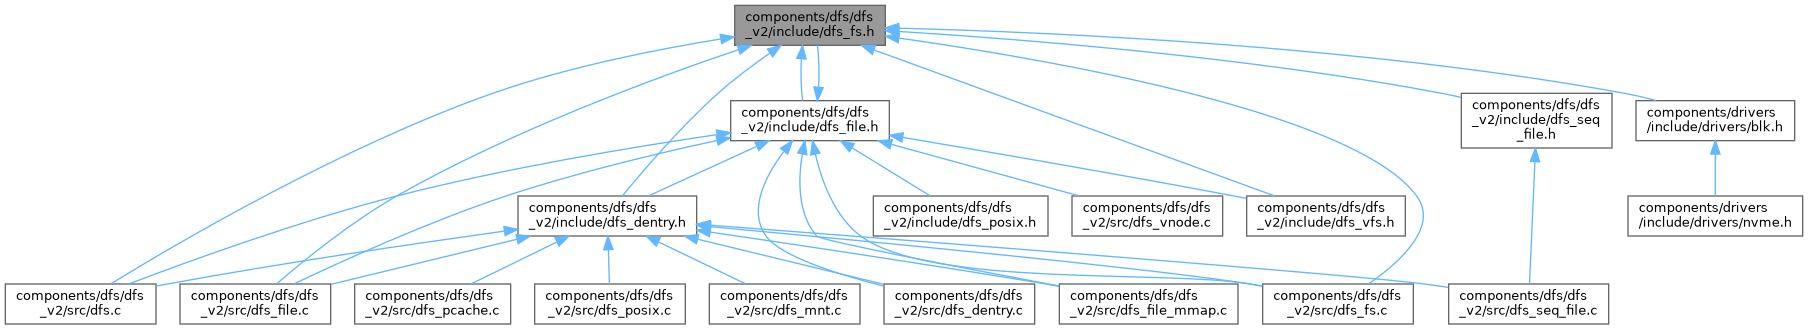 components/dfs/dfs
_v2/include/dfs_fs.h
components/dfs/dfs
_v2/include/dfs_file.h
components/dfs/dfs
_v2/include/dfs_seq
_file.h
components/drivers
/include/drivers/blk.h
components/dfs/dfs
_v2/include/dfs_dentry.h
components/dfs/dfs
_v2/include/dfs_posix.h
components/dfs/dfs
_v2/src/dfs_vnode.c
components/dfs/dfs
_v2/include/dfs_vfs.h
components/drivers
/include/drivers/nvme.h
components/dfs/dfs
_v2/src/dfs.c
components/dfs/dfs
_v2/src/dfs_file.c
components/dfs/dfs
_v2/src/dfs_pcache.c
components/dfs/dfs
_v2/src/dfs_posix.c
components/dfs/dfs
_v2/src/dfs_mnt.c
components/dfs/dfs
_v2/src/dfs_dentry.c
components/dfs/dfs
_v2/src/dfs_file_mmap.c
components/dfs/dfs
_v2/src/dfs_fs.c
components/dfs/dfs
_v2/src/dfs_seq_file.c